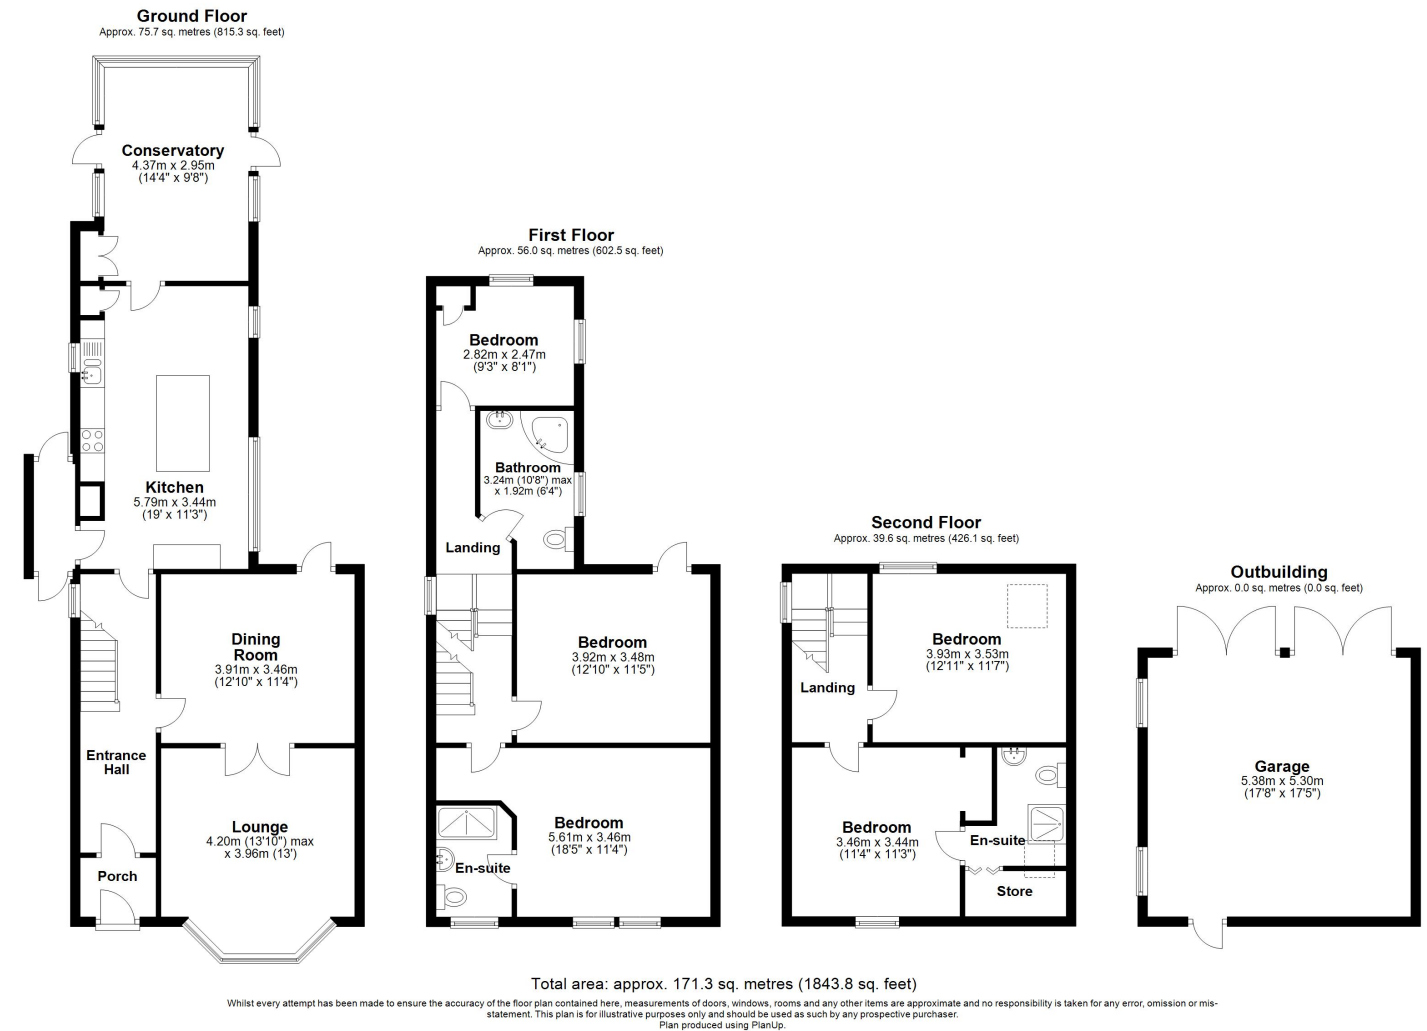 Ground Floor
Approx. 75.7 sq. metres (815.3 sq. feet)
Conservatory
4.37m x 2.95m
(14'4" x 9'8")
Kitchen
5.79m x 3.44m
(19' x 11'3")
Dining
Room
3.91m x 3.46m
(12'10" x 11'4")
Entrance
Hall
Lounge
4.20m (13'10") max
x 3.96m (13')
Porch
First Floor
Approx. 56.0 sq. metres (602.5 sq. feet)
Bedroom
2.82m x 2.47m
(9'3" x 8'1")
Bathroom
3.24m (10'8") max
x 1.92m (6'4")
Landing
Bedroom
3.92m x 3.48m
(12'10" x 11'5")
Bedroom
5.61m x 3.46m
(18'5" x 11'4")
En-suite
Second Floor
Approx. 39.6 sq. metres (426.1 sq. feet)
Bedroom
3.93m x 3.53m
(12'11" x 11'7")
Landing
Bedroom
3.46m x 3.44m
(11'4" x 11'3")
En-suite
Store
Outbuilding
Approx. 0.0 sq. metres (0.0 sq. feet)
Garage
5.38m x 5.30m
(17'8" x 17'5")
Total area: approx. 171.3 sq. metres (1843.8 sq. feet)
Whilst every attempt has been made to ensure the accuracy of the floor plan contained here, measurements of doors, windows, rooms and any other items are approximate and no responsibility is taken for any error, omission or mis-
statement. This plan is for illustrative purposes only and should be used as such by any prospective purchaser.
Plan produced using PlanUp.